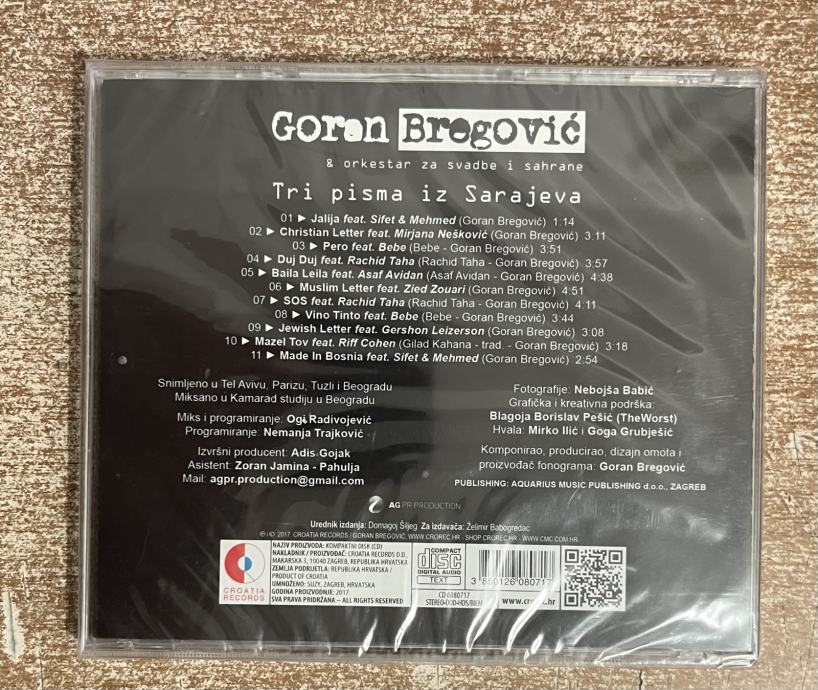 Goran Bregović
& orkestar za svadbe i sahrane
Tri pisma iz Sarajeva
01 ► Jalija feat. Sifet & Mehmed (Goran Bregović) 1:14
02 ► Christian Letter feat. Mirjana Nešković (Goran Bregović) 3:11
03 ► Pero feat. Bebe (Bebe - Goran Bregović) 3:51
04 ► Duj Duj feat. Rachid Taha (Rachid Taha - Goran Bregović) 3:57
05 ► Baila Leila feat. Asaf Avidan (Asaf Avidan - Goran Bregović) 4:38
06 ► Muslim Letter feat. Zied Zouari (Goran Bregović) 4:51
07 ► SOS feat. Rachid Taha (Rachid Taha - Goran Bregović) 4:11
08 ► Vino Tinto feat. Bebe (Bebe - Goran Bregović) 3:44
09 ► Jewish Letter feat. Gershon Leizerson (Goran Bregović) 3:08
10 ► Mazel Tov feat. Riff Cohen (Gilad Kahana - trad. - Goran Bregović) 3:18
11 ► Made In Bosnia feat. Sifet & Mehmed (Goran Bregović) 2:54
Snimljeno u Tel Avivu, Parizu, Tuzli i Beogradu
Miksano u Kamarad studiju u Beogradu
Miks i programiranje: Ogi Radivojević
Programiranje: Nemanja Trajković
Izvršni producent: Adis Gojak
Asistent: Zoran Jamina - Pahulja
Mail: agpr.production@gmail.com
Fotografije: Nebojša Babić
Grafička i kreativna podrška:
Blagoja Borislav Pešić (TheWorst)
Hvala: Mirko Ilić i Goga Grubješić
Komponirao, producirao, dizajn omota i
proizvođač fonograma: Goran Bregović
PUBLISHING: AQUARIUS MUSIC PUBLISHING d.o.o., ZAGREB
AG PR PRODUCTION
Urednik izdanja: Domagoj Šiljeg Za izdavača: Želimir Babogredac
℗ i © 2017. CROATIA RECORDS / GORAN BREGOVIĆ. WWW.CROREC.HR - SHOP.CROREC.HR - WWW.CMC.COM.HR
CROATIA
RECORDS
NAZIV PROIZVODA: KOMPAKTNI DISK (CD)
NAKLADNIK / PROIZVOĐAČ: CROATIA RECORDS D.D.,
MAKARSKA 3, 10040 ZAGREB, REPUBLIKA HRVATSKA
ZEMLJA PODRIJETLA: REPUBLIKA HRVATSKA /
PRODUCT OF CROATIA
UMNOŽENO: SUZY, ZAGREB, HRVATSKA
GODINA PROIZVODNJE: 2017.
SVA PRAVA PRIDRŽANA – ALL RIGHTS RESERVED
COMPACT
disc
DIGITAL AUDIO
TEXT
CD 6080717
STEREO-DDD-HDS/BIEM
3 850126 080717
www.crorec.hr